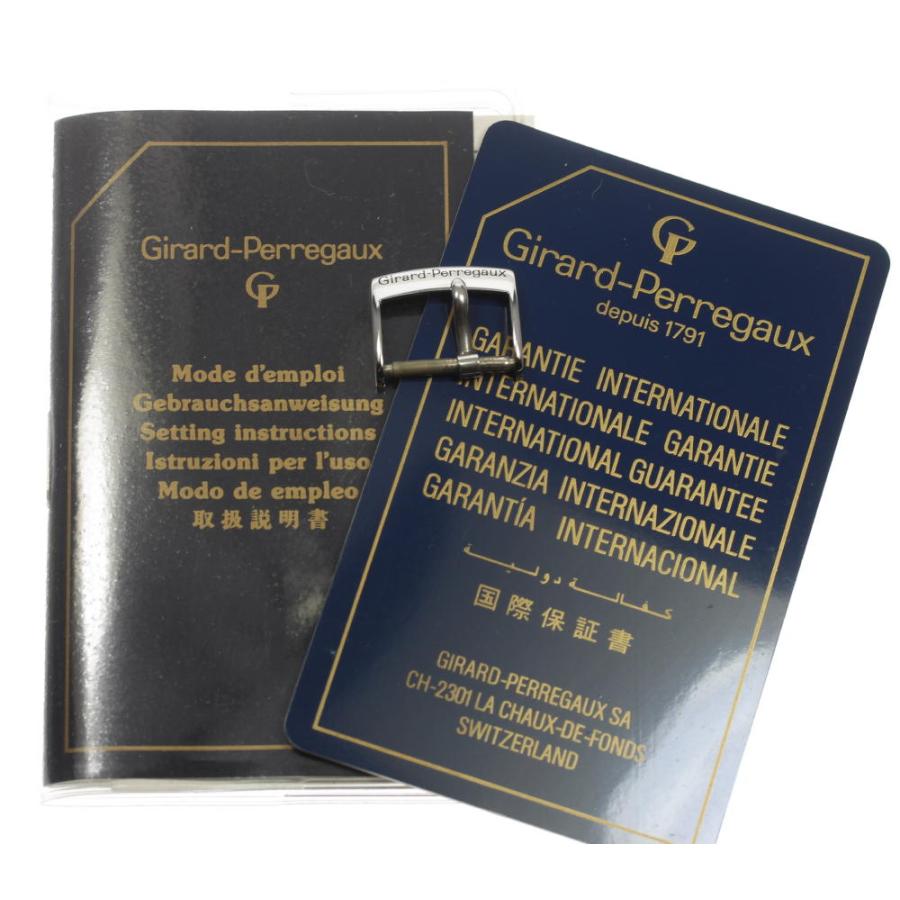 Girard-Perregaux
GP
Mode d'emploi
Gebrauchsanweisung
Setting instructions
Istruzioni per l'uso
Modo de empleo
取扱説明書
Girard-Perregaux
GP
Girard-Perregaux
depuis 1791
GARANTIE INTERNATIONALE
INTERNATIONALE GARANTIE
INTERNATIONAL GUARANTEE
GARANZIA INTERNAZIONALE
GARANTÍA INTERNACIONAL
كفالة دولية
国際保証書
GIRARD-PERREGAUX SA
CH-2301 LA CHAUX-DE-FONDS
SWITZERLAND